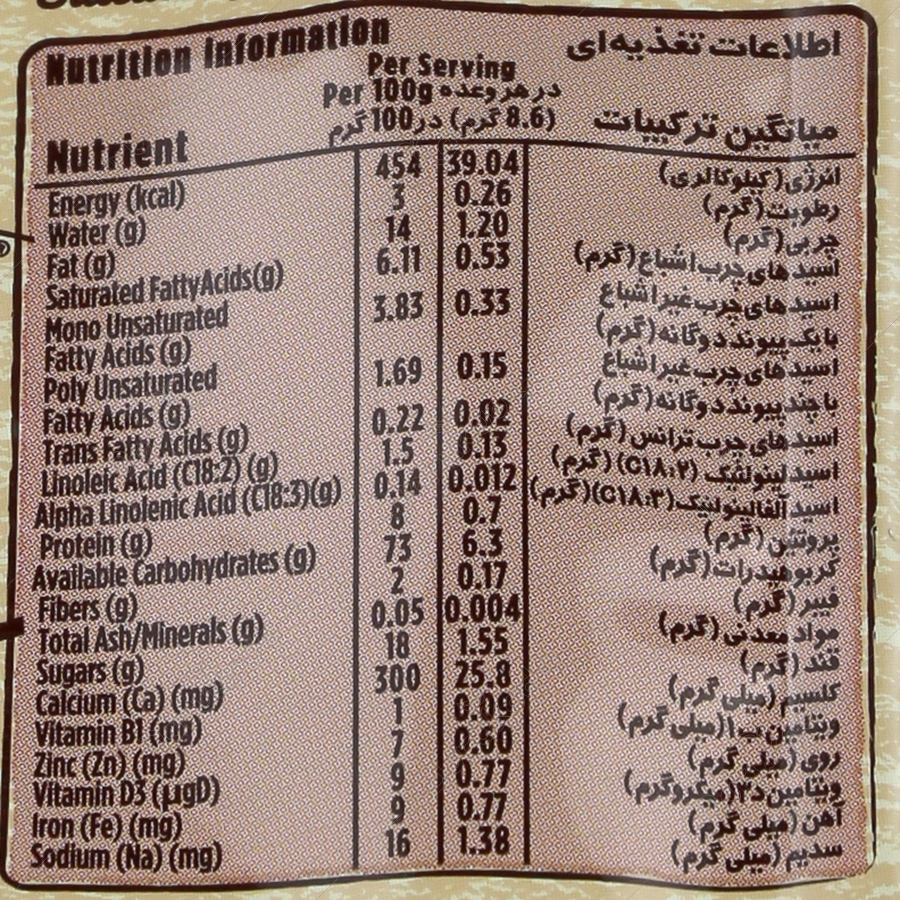 Nutrition Information اطلاعات تغذیه‌ای
Per Serving
Per 100g در هر وعده
در 100 گرم (8.6 گرم)
Nutrient میانگین ترکیبات
Energy (kcal) 454 39.04 انرژی (کیلوکالری)
Water (g) 3 0.26 رطوبت (گرم)
Fat (g) 14 1.20 چربی (گرم)
Saturated FattyAcids(g) 6.11 0.53 اسید های چرب اشباع (گرم)
Mono Unsaturated 3.83 0.33 اسید های چرب غیر اشباع
Fatty Acids (g) با یک پیوند دوگانه (گرم)
Poly Unsaturated 1.69 0.15 اسید های چرب غیر اشباع
Fatty Acids (g) با چند پیوند دوگانه (گرم)
Trans Fatty Acids (g) 0.22 0.02 اسید های چرب ترانس (گرم)
Linoleic Acid (C18:2) (g) 1.5 0.13 اسید لینولئیک (C۱۸:۲) (گرم)
Alpha Linolenic Acid (C18:3)(g) 0.14 0.012 اسید آلفالینولنیک (C۱۸:۳)(گرم)
Protein (g) 8 0.7 پروتئین (گرم)
Available Carbohydrates (g) 73 6.3 کربوهیدرات (گرم)
Fibers (g) 2 0.17 فیبر (گرم)
Total Ash/Minerals (g) 0.05 0.004 مواد معدنی (گرم)
Sugars (g) 18 1.55 قند (گرم)
Calcium (Ca) (mg) 300 25.8 کلسیم (میلی گرم)
Vitamin B1 (mg) 1 0.09 ویتامین ب۱ (میلی گرم)
Zinc (Zn) (mg) 7 0.60 روی (میلی گرم)
Vitamin D3 (µgD) 9 0.77 ویتامین د۳ (میکروگرم)
Iron (Fe) (mg) 9 0.77 آهن (میلی گرم)
Sodium (Na) (mg) 16 1.38 سدیم (میلی گرم)